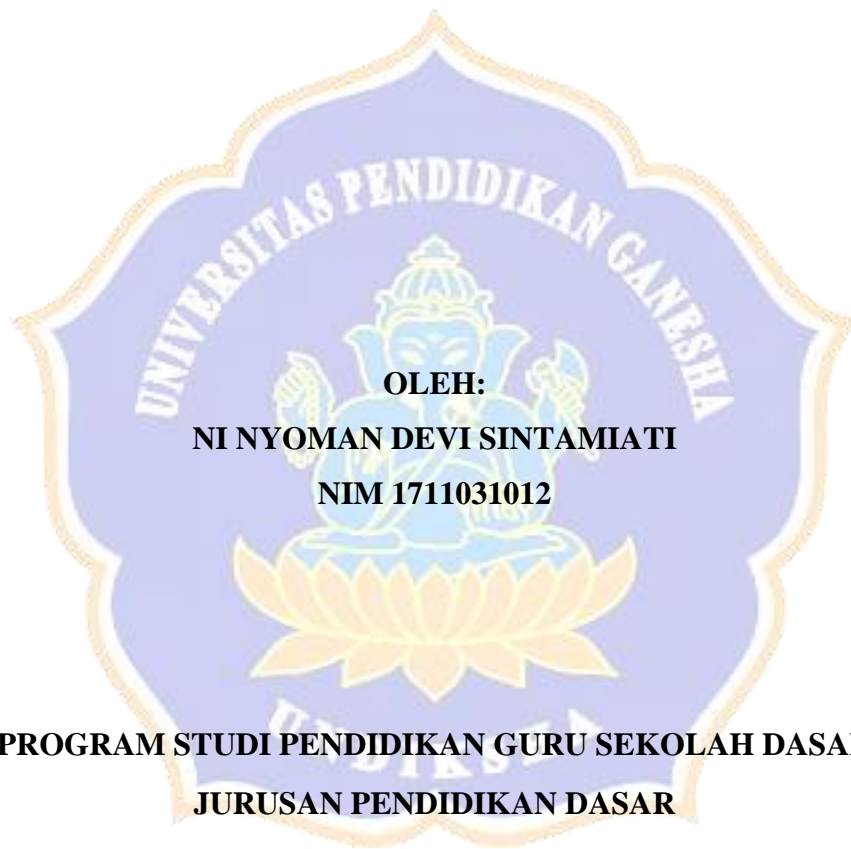 UNIVERSITAS PENDIDIKAN GANESHA
OLEH:
NI NYOMAN DEVI SINTAMIATI
NIM 1711031012
PROGRAM STUDI PENDIDIKAN GURU SEKOLAH DASAR
JURUSAN PENDIDIKAN DASAR
UNDIKSHA